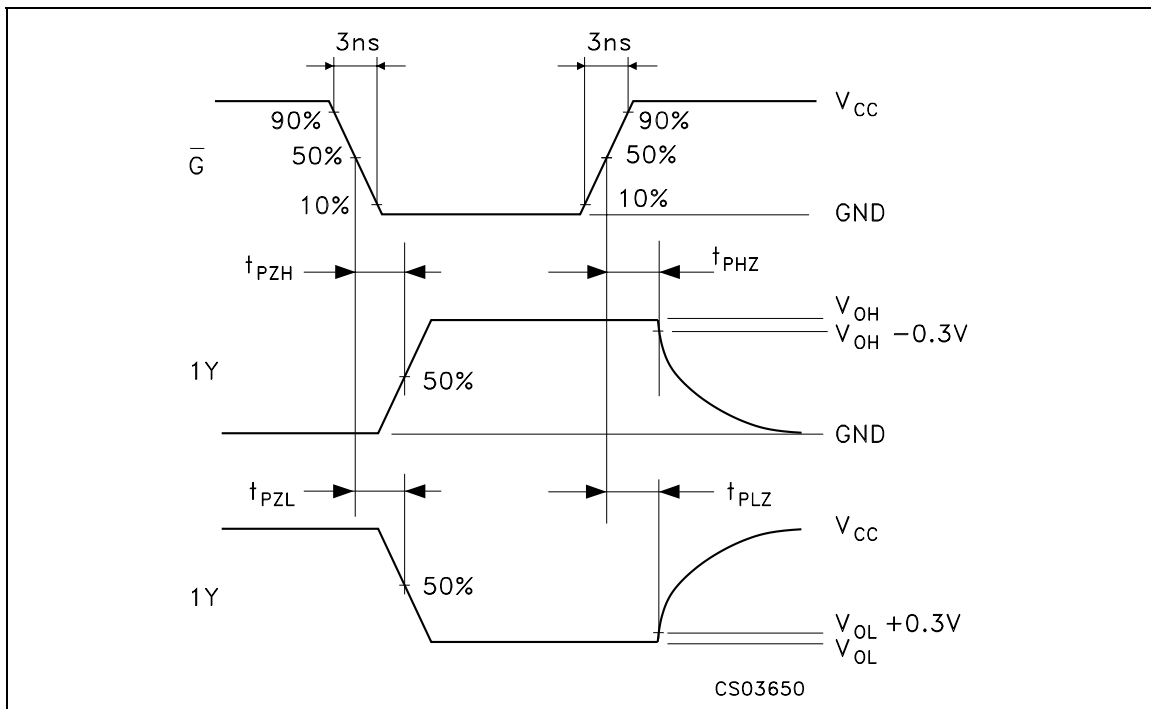 3ns 3ns
V_CC
90% 90%
G̅ 50% 50%
10% 10%
GND
t_PZH t_PHZ
V_OH
V_OH −0.3V
1Y 50%
GND
t_PZL t_PLZ
V_CC
1Y 50%
V_OL +0.3V
V_OL
CS03650